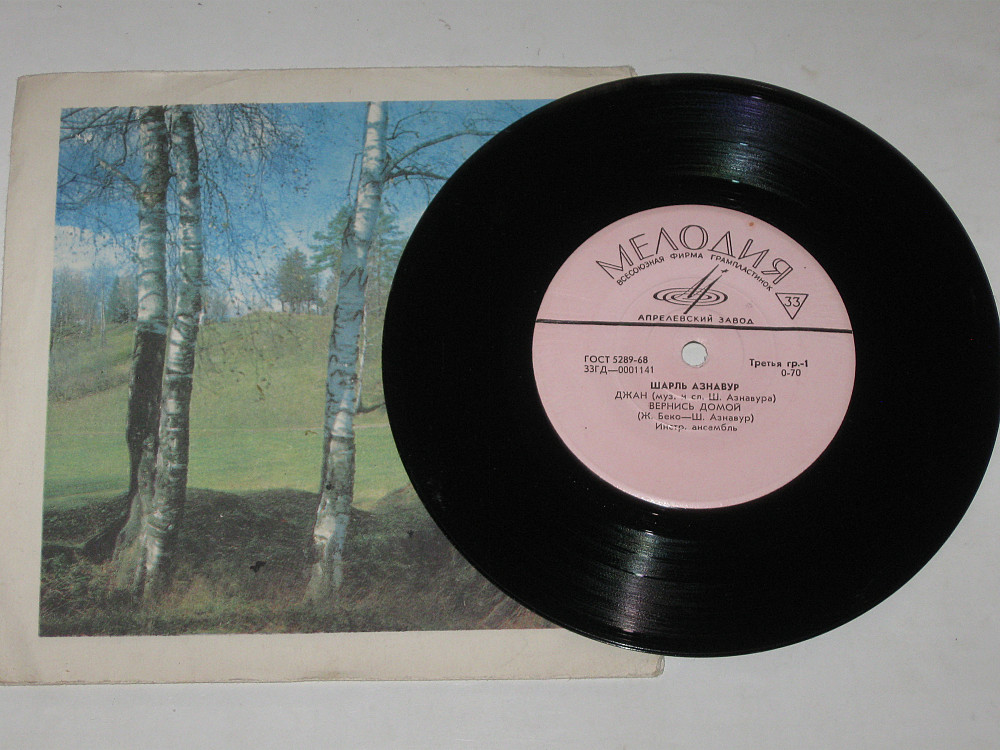 МЕЛОДИЯ
ВСЕСОЮЗНАЯ ФИРМА ГРАМПЛАСТИНОК
33
АПРЕЛЕВСКИЙ ЗАВОД
ГОСТ 5289-68
Третья гр.-1
33ГД—0001141
0-70
ШАРЛЬ АЗНАВУР
ДЖАН (муз. и сл. Ш. Азнавура)
ВЕРНИСЬ ДОМОЙ
(Ж. Беко—Ш. Азнавур)
Инстр. ансамбль